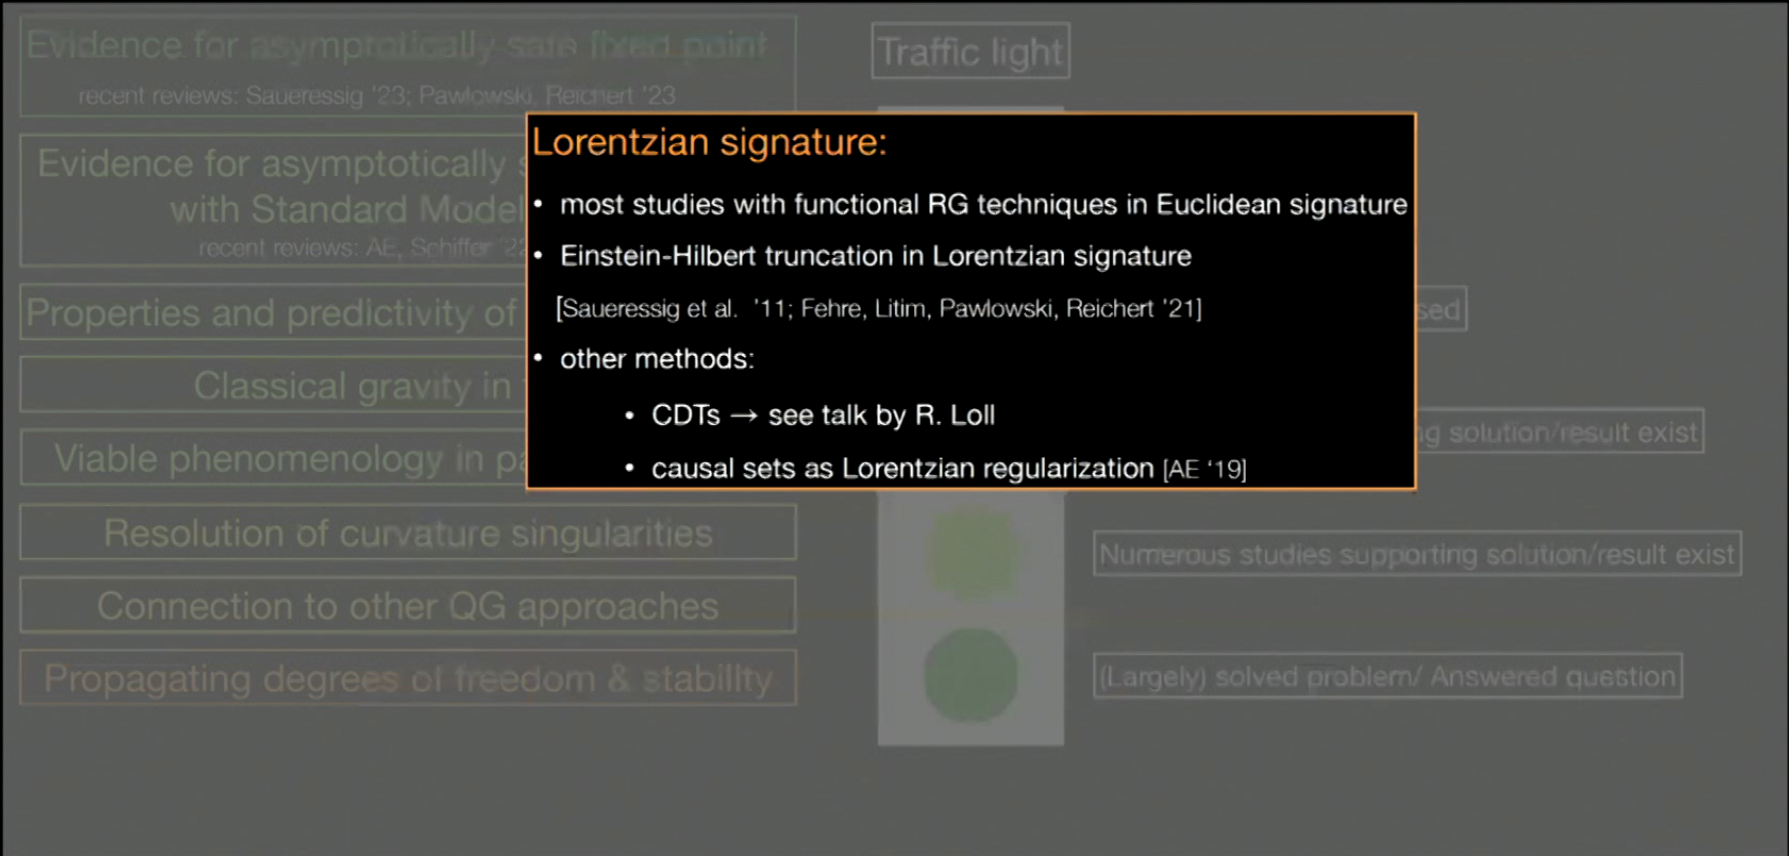 Evidence for asymptotically safe fixed point
recent reviews: Saueressig '23; Pawlowski, Reichert '23
Evidence for asymptotically
with Standard Model
recent reviews: AE, Schiffer '22
Properties and predictivity of
Classical gravity in
Viable phenomenology in
Resolution of curvature singularities
Connection to other QG approaches
Propagating degrees of freedom & stability
Traffic light
Lorentzian signature:
• most studies with functional RG techniques in Euclidean signature
• Einstein-Hilbert truncation in Lorentzian signature
[Saueressig et al. '11; Fehre, Litim, Pawlowski, Reichert '21]
• other methods:
• CDTs → see talk by R. Loll
• causal sets as Lorentzian regularization [AE '19]
solution/result exist
Numerous studies supporting solution/result exist
(Largely) solved problem/ Answered question